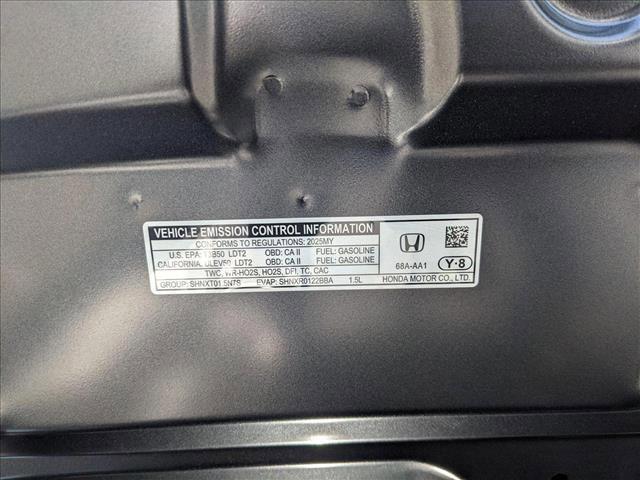 VEHICLE EMISSION CONTROL INFORMATION
CONFORMS TO REGULATIONS: 2025MY
U.S. EPA: T3B50 LDT2 OBD: CA II FUEL: GASOLINE
CALIFORNIA: ULEV50 LDT2 OBD: CA II FUEL: GASOLINE
TWC, WR-HO2S, HO2S, DFI, TC, CAC
GROUP: SHNXT01.5N7S EVAP: SHNXR0122BBA 1.5L
68A-AA1
Y·8
HONDA MOTOR CO., LTD.